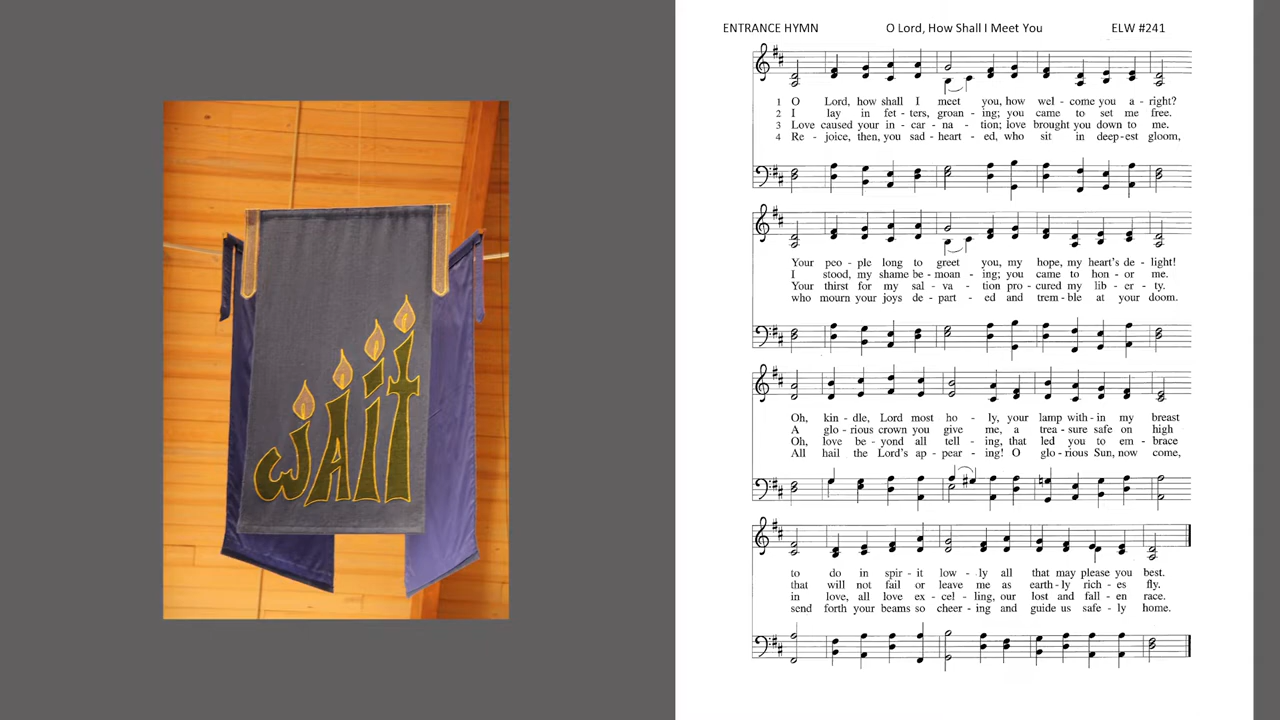 wAit
ENTRANCE HYMN O Lord, How Shall I Meet You ELW #241
1 O Lord, how shall I meet you, how wel - come you a - right?
2 I lay in fet - ters, groan - ing; you came to set me free.
3 Love caused your in - car - na - tion; love brought you down to me.
4 Re - joice, then, you sad - heart - ed, who sit in deep - est gloom,
Your peo - ple long to greet you, my hope, my heart's de - light!
I stood, my shame be - moan - ing; you came to hon - or me.
Your thirst for my sal - va - tion pro - cured my lib - er - ty.
who mourn your joys de - part - ed and trem - ble at your doom.
Oh, kin - dle, Lord most ho - ly, your lamp with - in my breast
A glo - rious crown you give me, a trea - sure safe on high
Oh, love be - yond all tell - ing, that led you to em - brace
All hail the Lord's ap - pear - ing! O glo - rious Sun, now come,
to do in spir - it low - ly all that may please you best.
that will not fail or leave me as earth - ly rich - es fly.
in love, all love ex - cel - ling, our lost and fall - en race.
send forth your beams so cheer - ing and guide us safe - ly home.